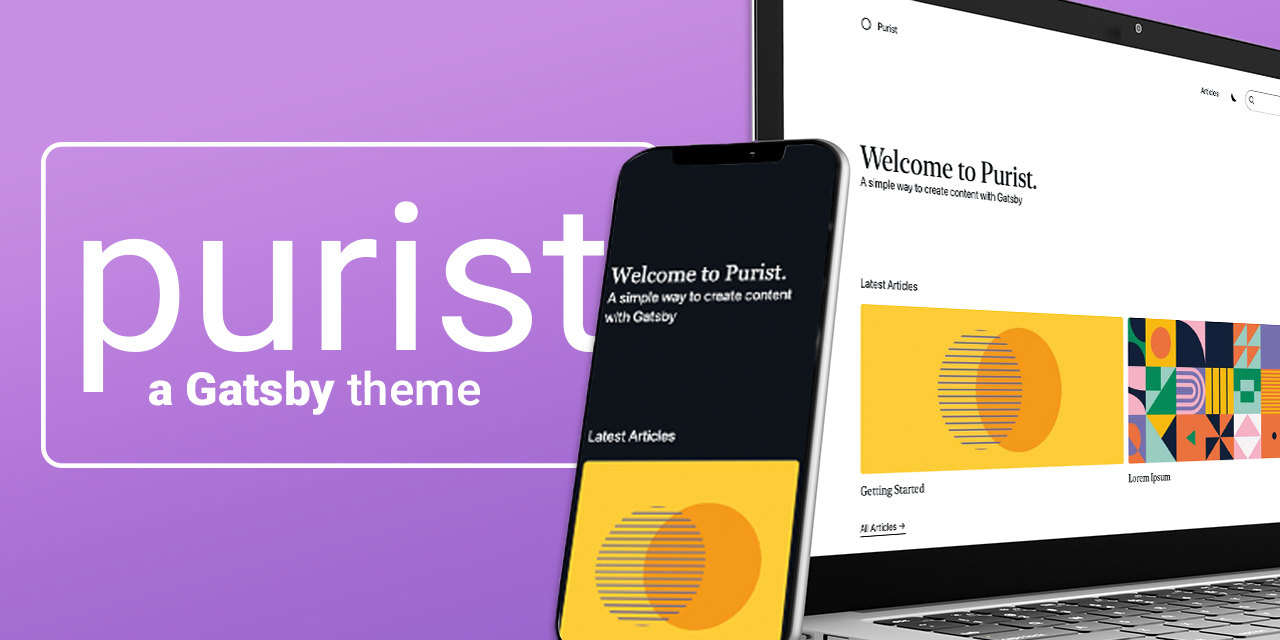 purist
a Gatsby theme
Welcome to Purist.
A simple way to create content
with Gatsby
Latest Articles
Purist
Articles
Welcome to Purist.
A simple way to create content with Gatsby
Latest Articles
Getting Started
Lorem Ipsum
All Articles →